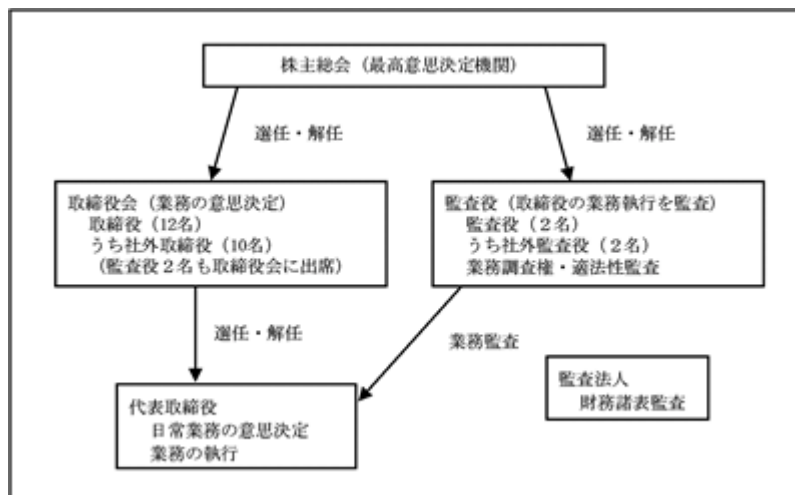 株主総会（最高意思決定機関）
選任・解任
選任・解任
取締役会（業務の意思決定）
取締役（12名）
うち社外取締役（10名）
（監査役２名も取締役会に出席）
監査役（取締役の業務執行を監査）
監査役（２名）
うち社外監査役（２名）
業務調査権・適法性監査
選任・解任
業務監査
監査法人
財務諸表監査
代表取締役
日常業務の意思決定
業務の執行